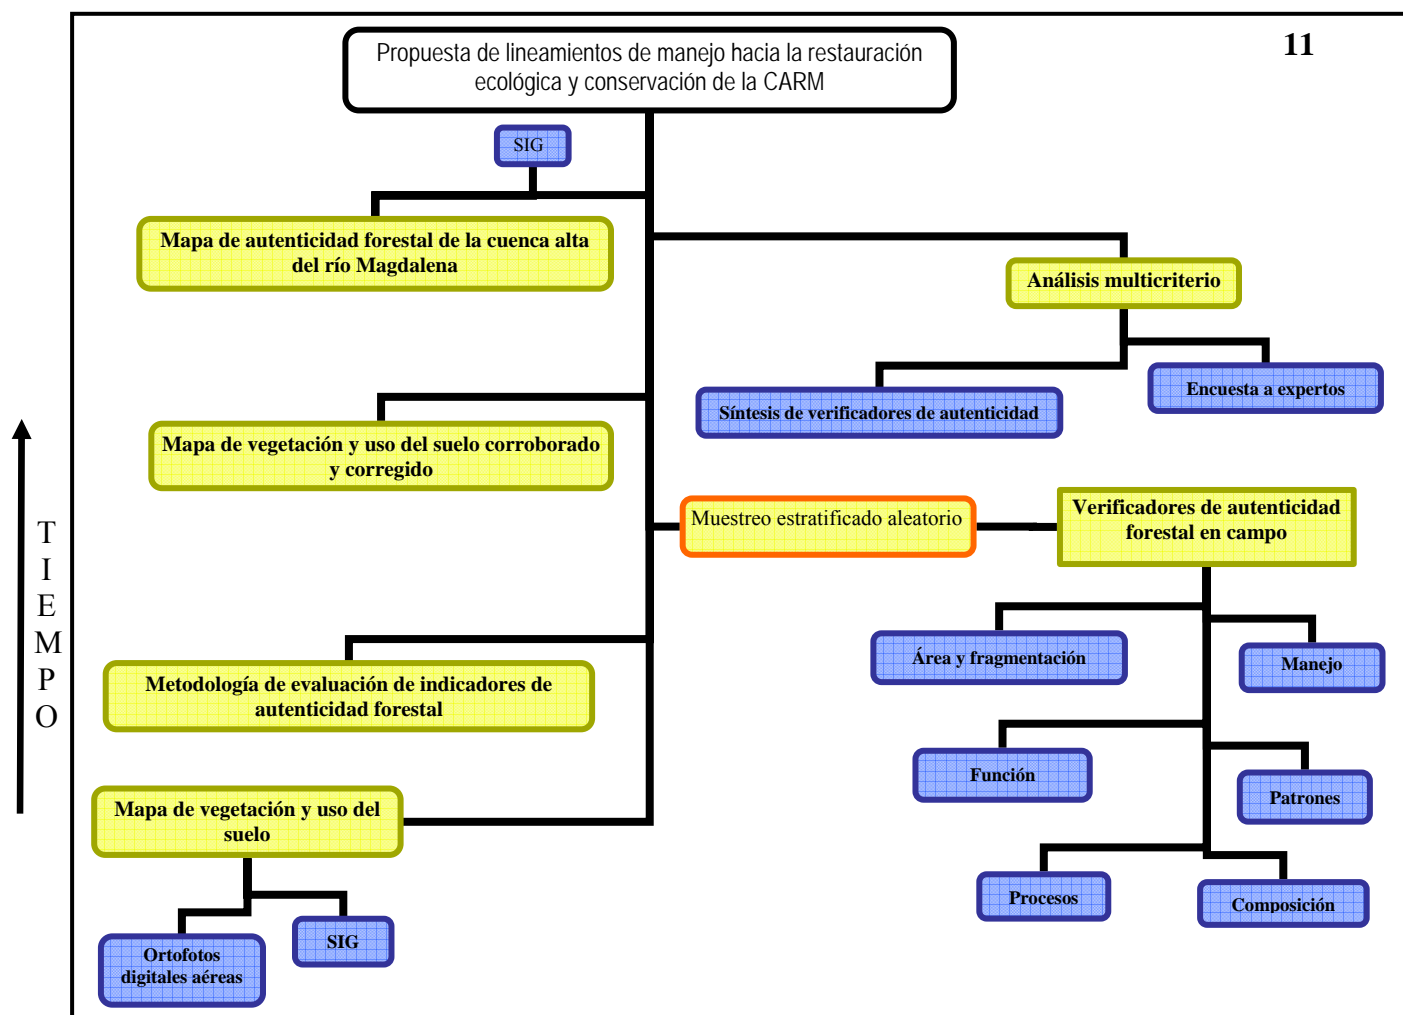 11
Propuesta de lineamientos de manejo hacia la restauración
ecológica y conservación de la CARM
SIG
Mapa de autenticidad forestal de la cuenca alta
del río Magdalena
Análisis multicriterio
Síntesis de verificadores de autenticidad
Encuesta a expertos
Mapa de vegetación y uso del suelo corroborado
y corregido
Muestreo estratificado aleatorio
Verificadores de autenticidad
forestal en campo
T
I
E
M
P
O
Área y fragmentación
Manejo
Metodología de evaluación de indicadores de
autenticidad forestal
Función
Patrones
Mapa de vegetación y uso del
suelo
Procesos
Composición
Ortofotos
digitales aéreas
SIG